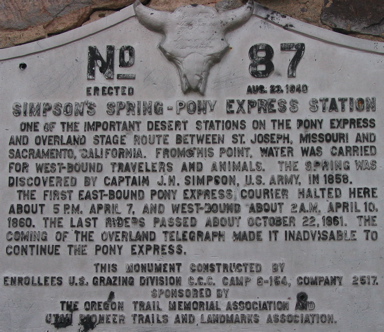 No 87
ERECTED AUG. 23. 1940
SIMPSON'S SPRING - PONY EXPRESS STATION
ONE OF THE IMPORTANT DESERT STATIONS ON THE PONY EXPRESS
AND OVERLAND STAGE ROUTE BETWEEN ST. JOSEPH, MISSOURI AND
SACRAMENTO, CALIFORNIA. FROM THIS POINT, WATER WAS CARRIED
FOR WEST-BOUND TRAVELERS AND ANIMALS. THE SPRING WAS
DISCOVERED BY CAPTAIN J.H. SIMPSON, U.S. ARMY, IN 1858.
THE FIRST EAST-BOUND PONY EXPRESS COURIER HALTED HERE
ABOUT 5 P.M. APRIL 7, AND WEST-BOUND ABOUT 2 A.M. APRIL 10,
1860. THE LAST RIDERS PASSED ABOUT OCTOBER 22, 1861. THE
COMING OF THE OVERLAND TELEGRAPH MADE IT INADVISABLE TO
CONTINUE THE PONY EXPRESS.
THIS MONUMENT CONSTRUCTED BY
ENROLLEES U.S. GRAZING DIVISION C.C.C. CAMP G-154, COMPANY 2517.
SPONSORED BY
THE OREGON TRAIL MEMORIAL ASSOCIATION AND
UTAH PIONEER TRAILS AND LANDMARKS ASSOCIATION.